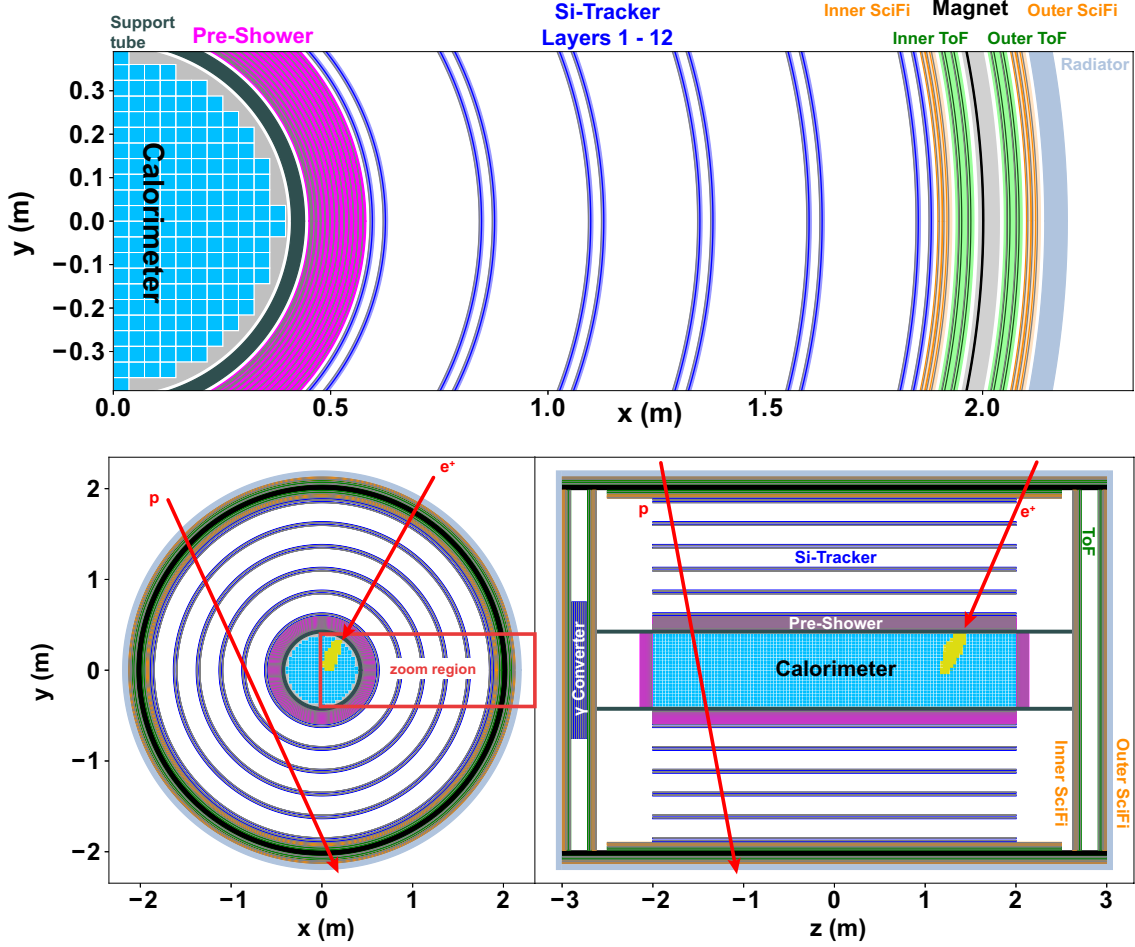 Support
tube
Pre-Shower
Si-Tracker
Layers 1 - 12
Inner SciFi
Magnet
Outer SciFi
Inner ToF
Outer ToF
Radiator
Calorimeter
y (m)
0.3
0.2
0.1
0.0
−0.1
−0.2
−0.3
0.0
0.5
1.0
1.5
2.0
x (m)
p
e⁺
zoom region
y (m)
2
1
0
−1
−2
−2
−1
0
1
2
x (m)
p
e⁺
Si-Tracker
ToF
Pre-Shower
Calorimeter
γ Converter
Inner SciFi
Outer SciFi
−3
−2
−1
0
1
2
3
z (m)